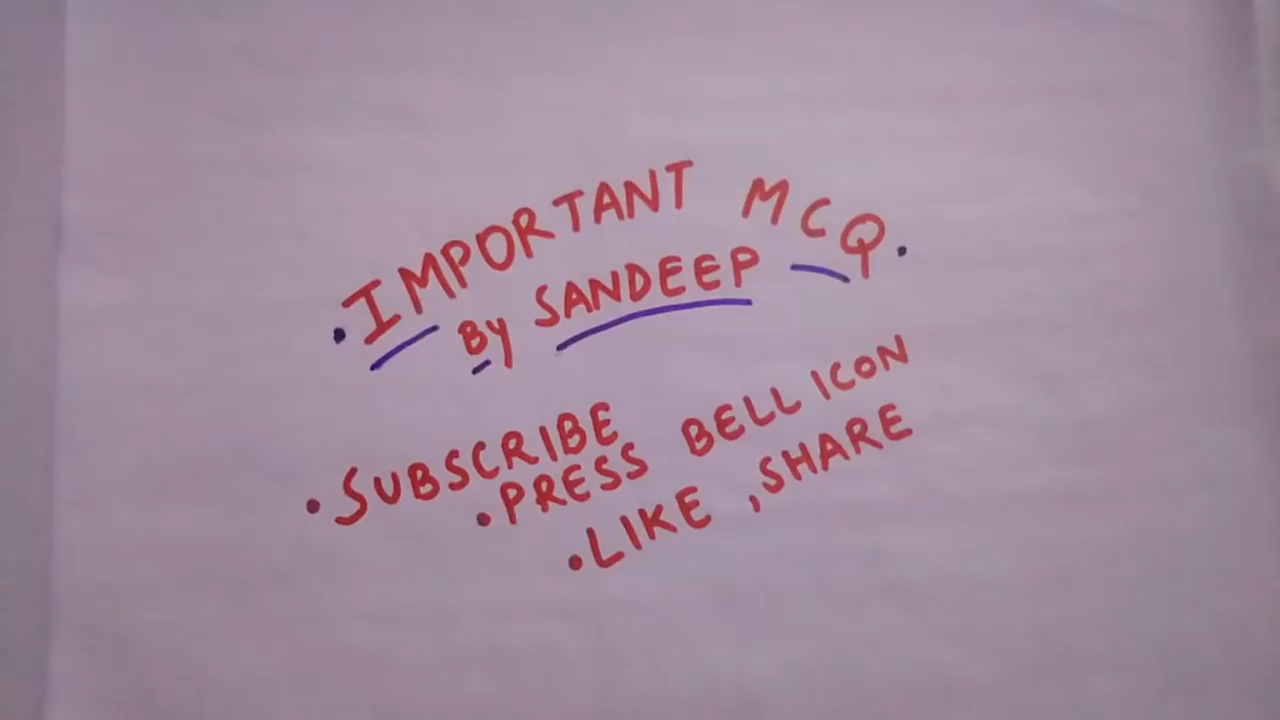 .IMPORTANT MCQ.
By SANDEEP
.SUBSCRIBE
.PRESS BELL ICON
.LIKE ,SHARE